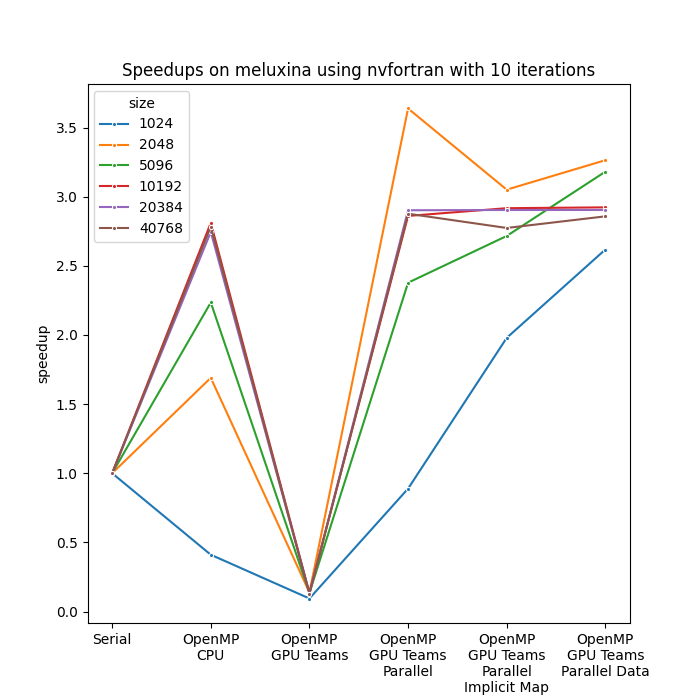 Speedups on meluxina using nvfortran with 10 iterations
size
1024
2048
5096
10192
20384
40768
speedup
3.5
3.0
2.5
2.0
1.5
1.0
0.5
0.0
Serial
OpenMP
CPU
OpenMP
GPU Teams
OpenMP
GPU Teams
Parallel
OpenMP
GPU Teams
Parallel
Implicit Map
OpenMP
GPU Teams
Parallel Data